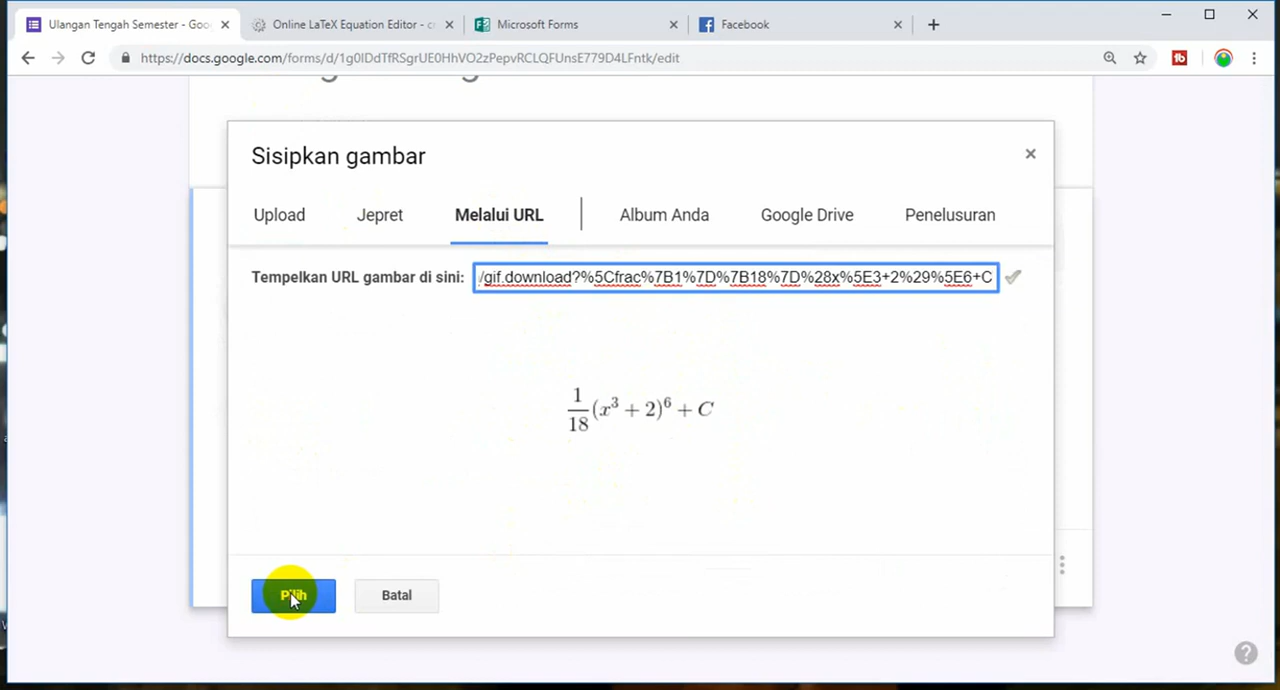 Ulangan Tengah Semester - Goo
Online LaTeX Equation Editor - cr
Microsoft Forms
Facebook
https://docs.google.com/forms/d/1g0IDdTfRSgrUE0HhVO2zPepvRCLQFUnsE779D4LFntk/edit
Sisipkan gambar
Upload
Jepret
Melalui URL
Album Anda
Google Drive
Penelusuran
Tempelkan URL gambar di sini: /gif.download?%5Cfrac%7B1%7D%7B18%7D%28x%5E3+2%29%5E6+C
1/18 (x³ + 2)⁶ + C
Pilih
Batal